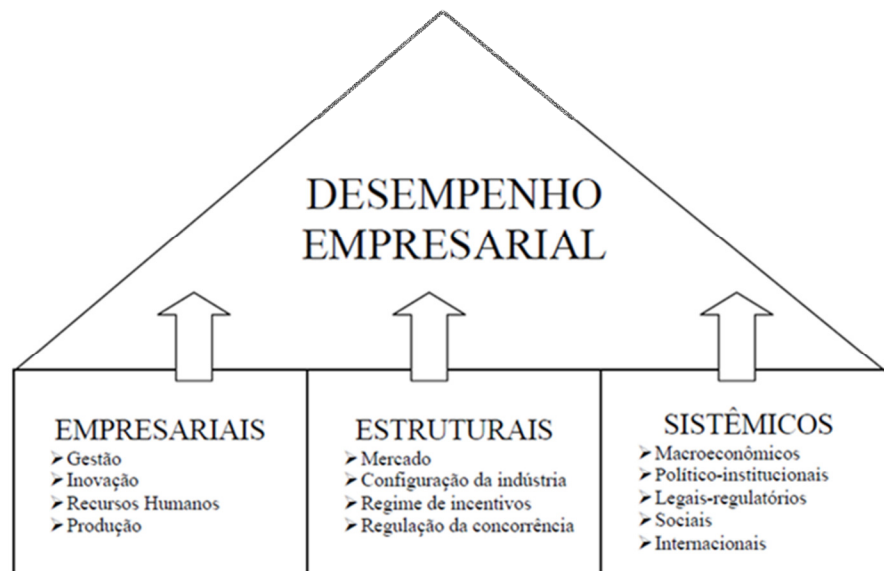 DESEMPENHO
EMPRESARIAL
EMPRESARIAIS
➢ Gestão
➢ Inovação
➢ Recursos Humanos
➢ Produção
ESTRUTURAIS
➢ Mercado
➢ Configuração da indústria
➢ Regime de incentivos
➢ Regulação da concorrência
SISTÊMICOS
➢ Macroeconômicos
➢ Político-institucionais
➢ Legais-regulatórios
➢ Sociais
➢ Internacionais